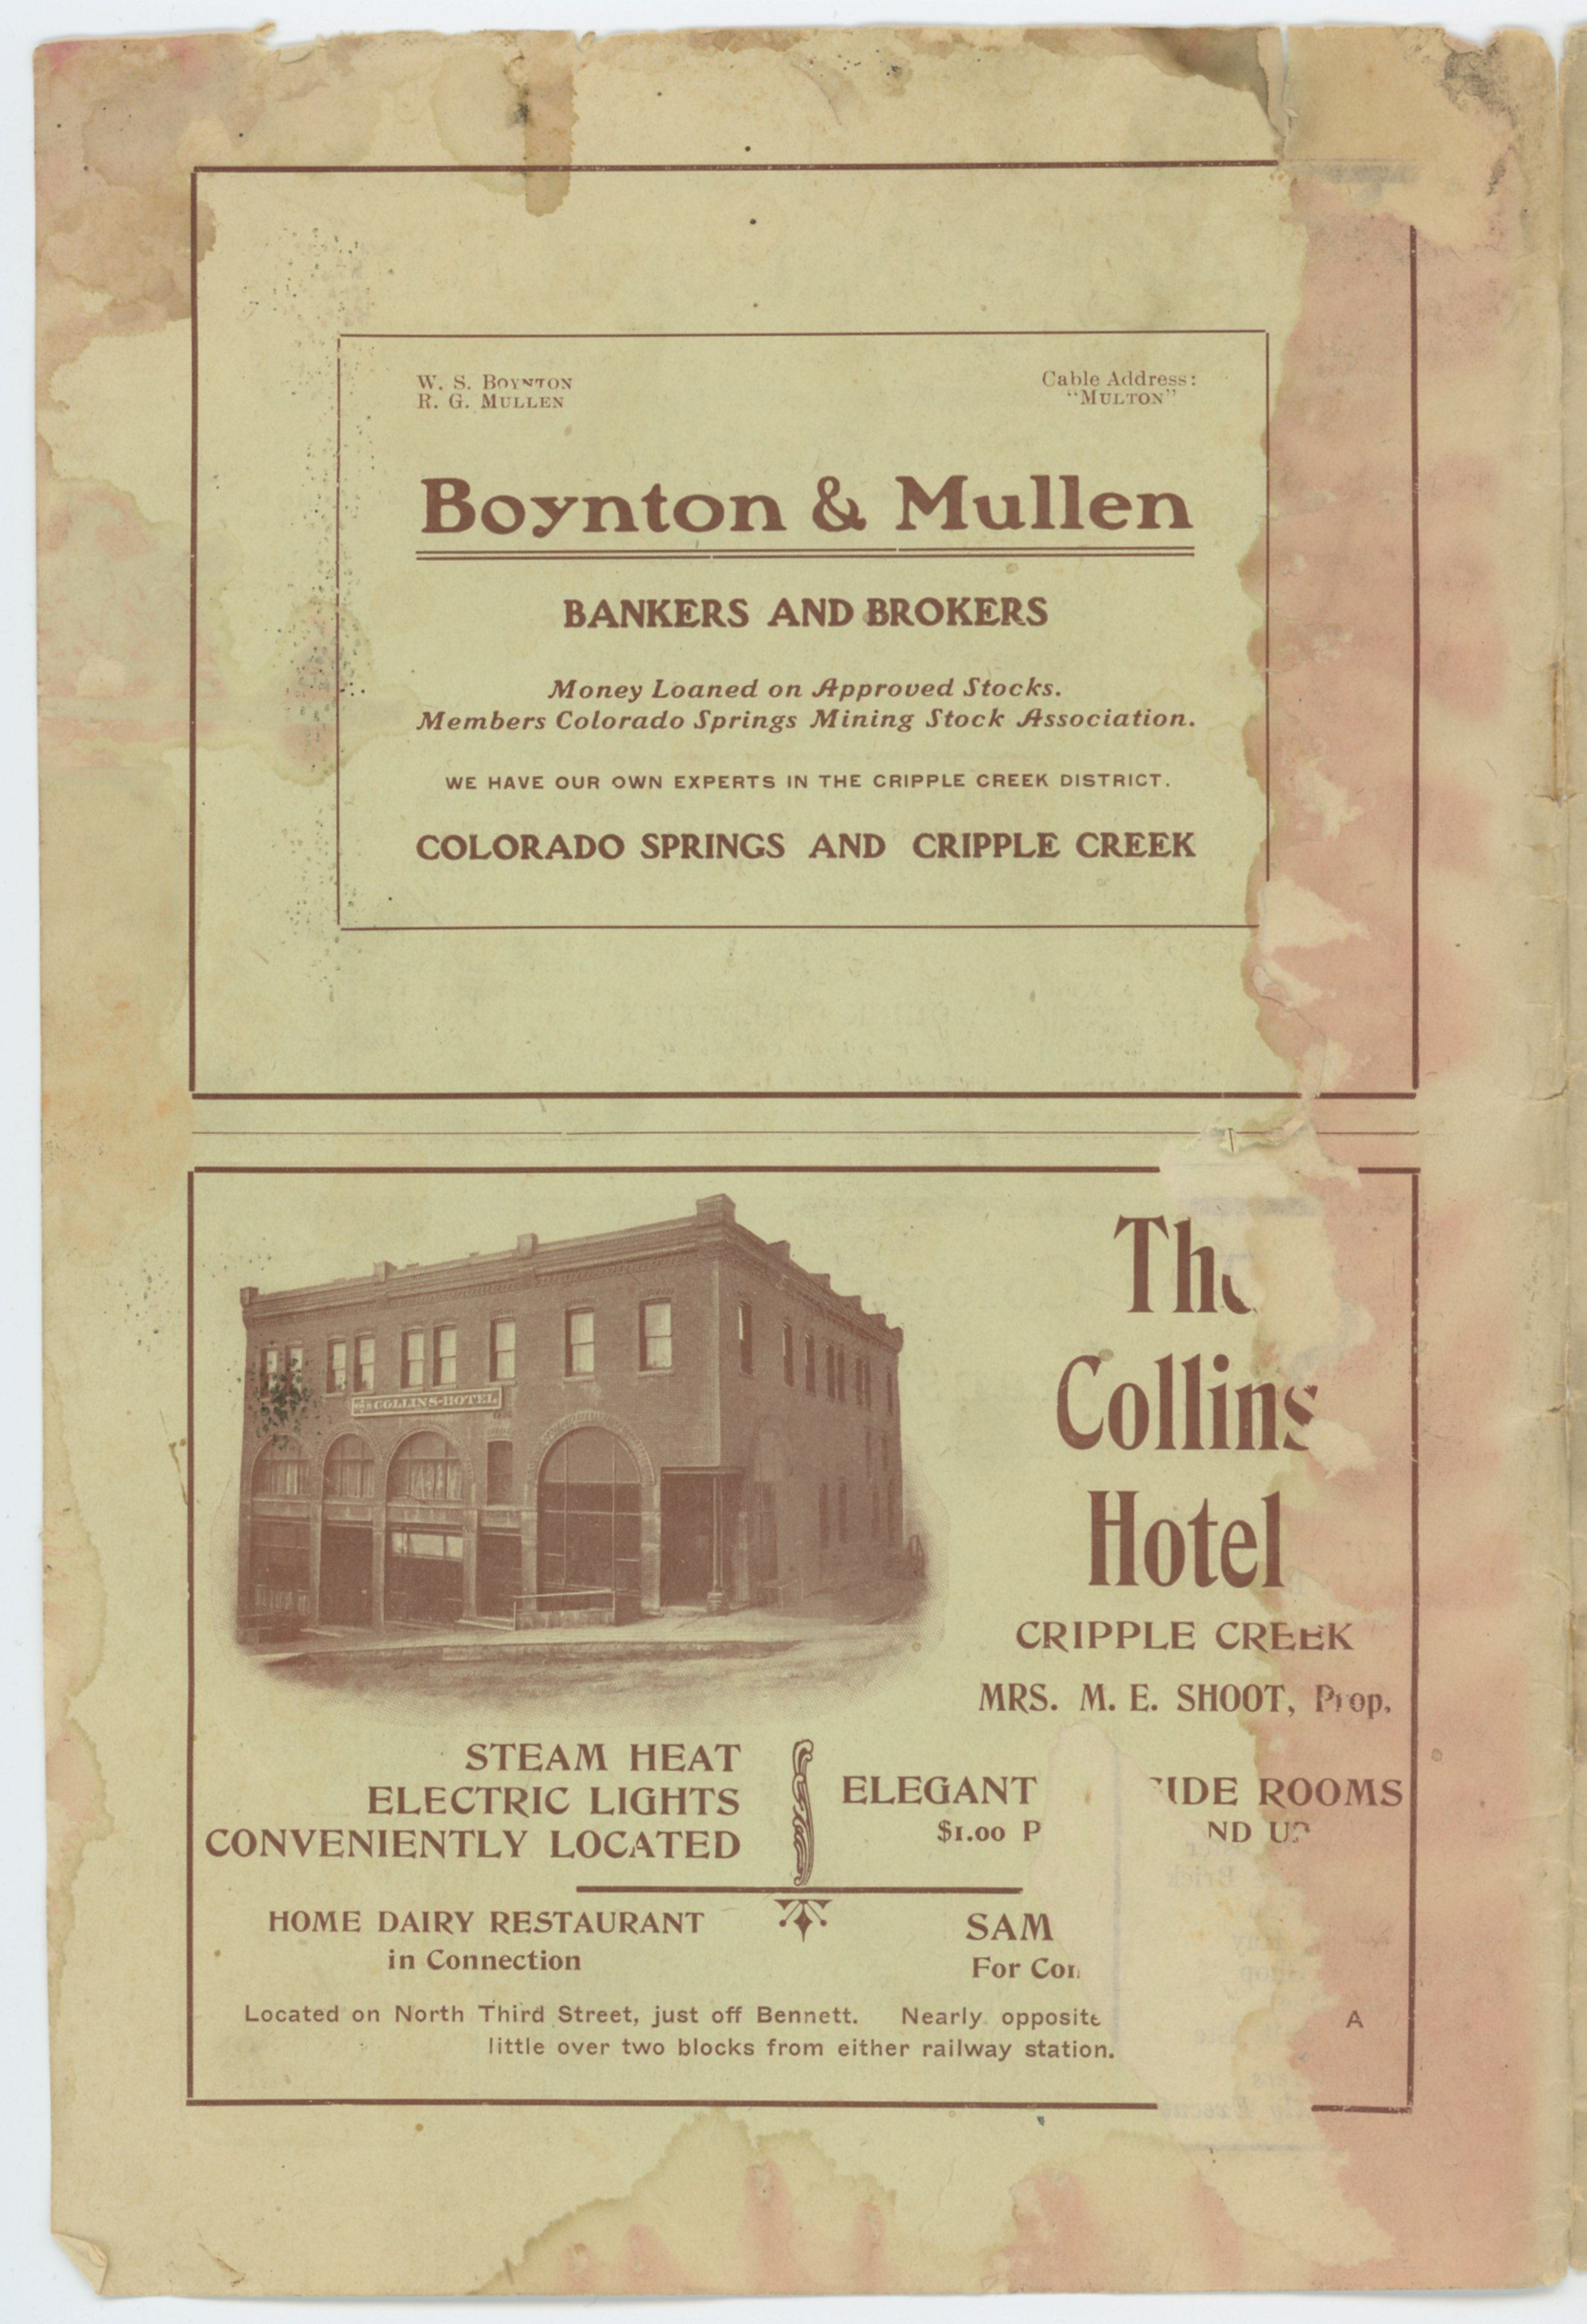 W. S. BOYNTON
R. G. MULLEN
Cable Address:
"MULTON"
Boynton & Mullen
BANKERS AND BROKERS
Money Loaned on Approved Stocks.
Members Colorado Springs Mining Stock Association.
WE HAVE OUR OWN EXPERTS IN THE CRIPPLE CREEK DISTRICT.
COLORADO SPRINGS AND CRIPPLE CREEK
COLLINS-HOTEL
The
Collins
Hotel
CRIPPLE CREEK
MRS. M. E. SHOOT, Prop,
STEAM HEAT
ELECTRIC LIGHTS
CONVENIENTLY LOCATED
ELEGANT ROOMS
$1.00 UP
HOME DAIRY RESTAURANT
in Connection
SAM
For
Located on North Third Street, just off Bennett. Nearly opposite A
little over two blocks from either railway station.